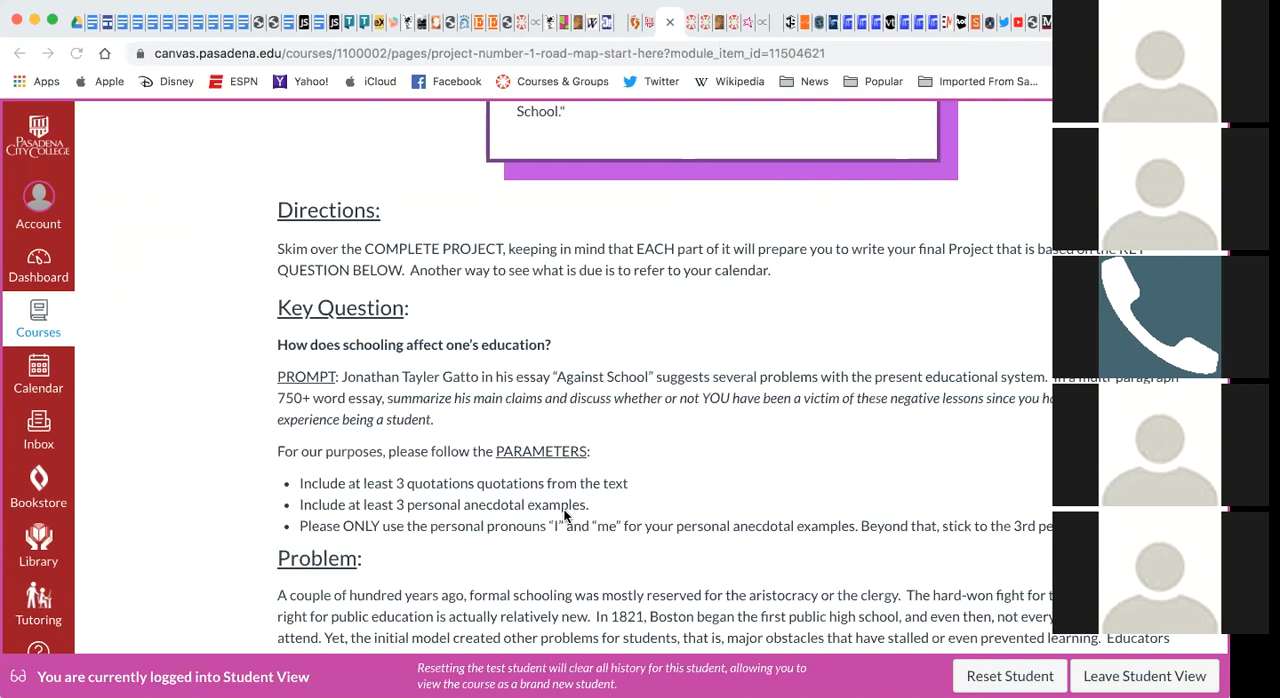 canvas.pasadena.edu/courses/1100002/pages/project-number-1-road-map-start-here?module_item_id=11504621
Apps Apple Disney ESPN Yahoo! iCloud Facebook Courses & Groups Twitter Wikipedia News Popular Imported From Sa...
PASADENA
CITY COLLEGE
Account
Dashboard
Courses
Calendar
Inbox
Bookstore
Library
Tutoring
School."
Directions:
Skim over the COMPLETE PROJECT, keeping in mind that EACH part of it will prepare you to write your final Project that is based on the KEY
QUESTION BELOW. Another way to see what is due is to refer to your calendar.
Key Question:
How does schooling affect one's education?
PROMPT: Jonathan Tayler Gatto in his essay "Against School" suggests several problems with the present educational system. In a multi-paragraph
750+ word essay, summarize his main claims and discuss whether or not YOU have been a victim of these negative lessons since you
experience being a student.
For our purposes, please follow the PARAMETERS:
• Include at least 3 quotations quotations from the text
• Include at least 3 personal anecdotal examples.
• Please ONLY use the personal pronouns "I" and "me" for your personal anecdotal examples. Beyond that, stick to the 3rd
Problem:
A couple of hundred years ago, formal schooling was mostly reserved for the aristocracy or the clergy. The hard-won fight for
right for public education is actually relatively new. In 1821, Boston began the first public high school, and even then, not
attend. Yet, the initial model created other problems for students, that is, major obstacles that have stalled or even prevented learning. Educators
You are currently logged into Student View
Resetting the test student will clear all history for this student, allowing you to
view the course as a brand new student.
Reset Student
Leave Student View